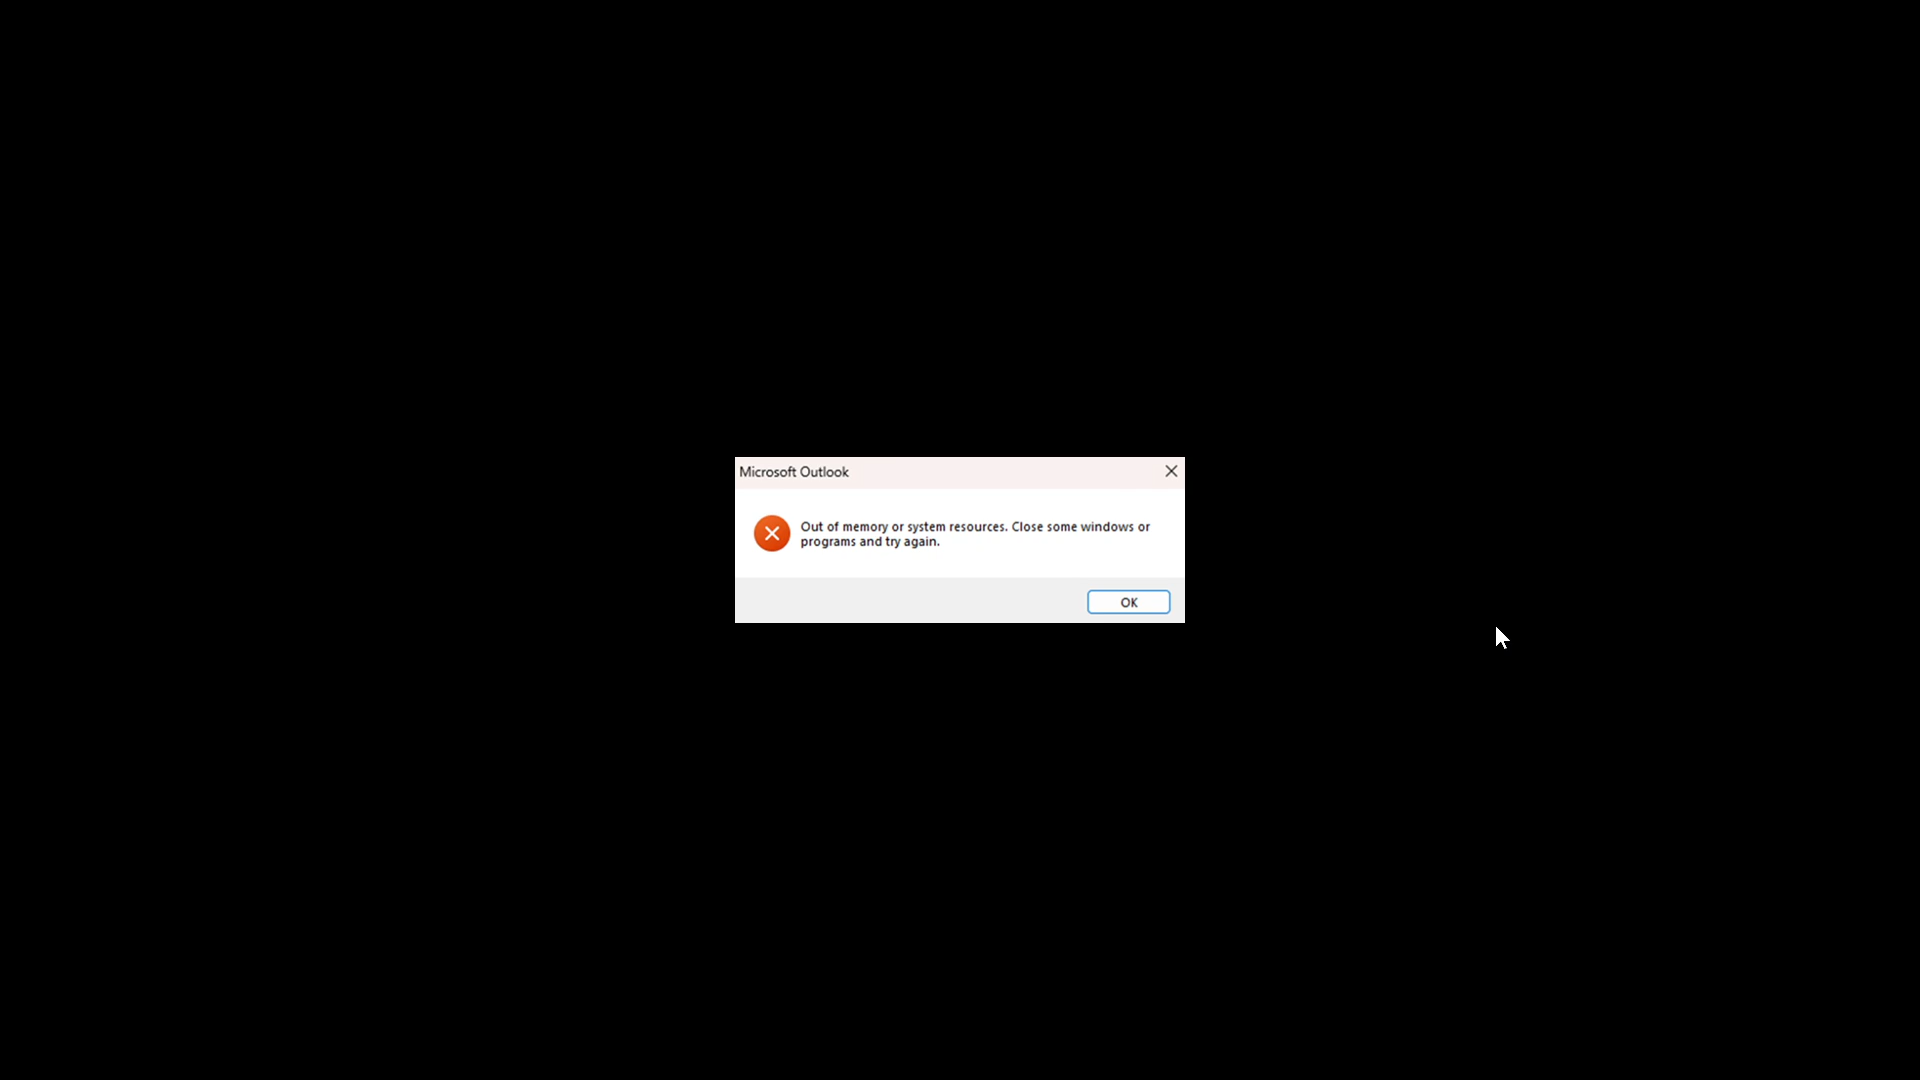 Microsoft Outlook
Out of memory or system resources. Close some windows or
programs and try again.
OK